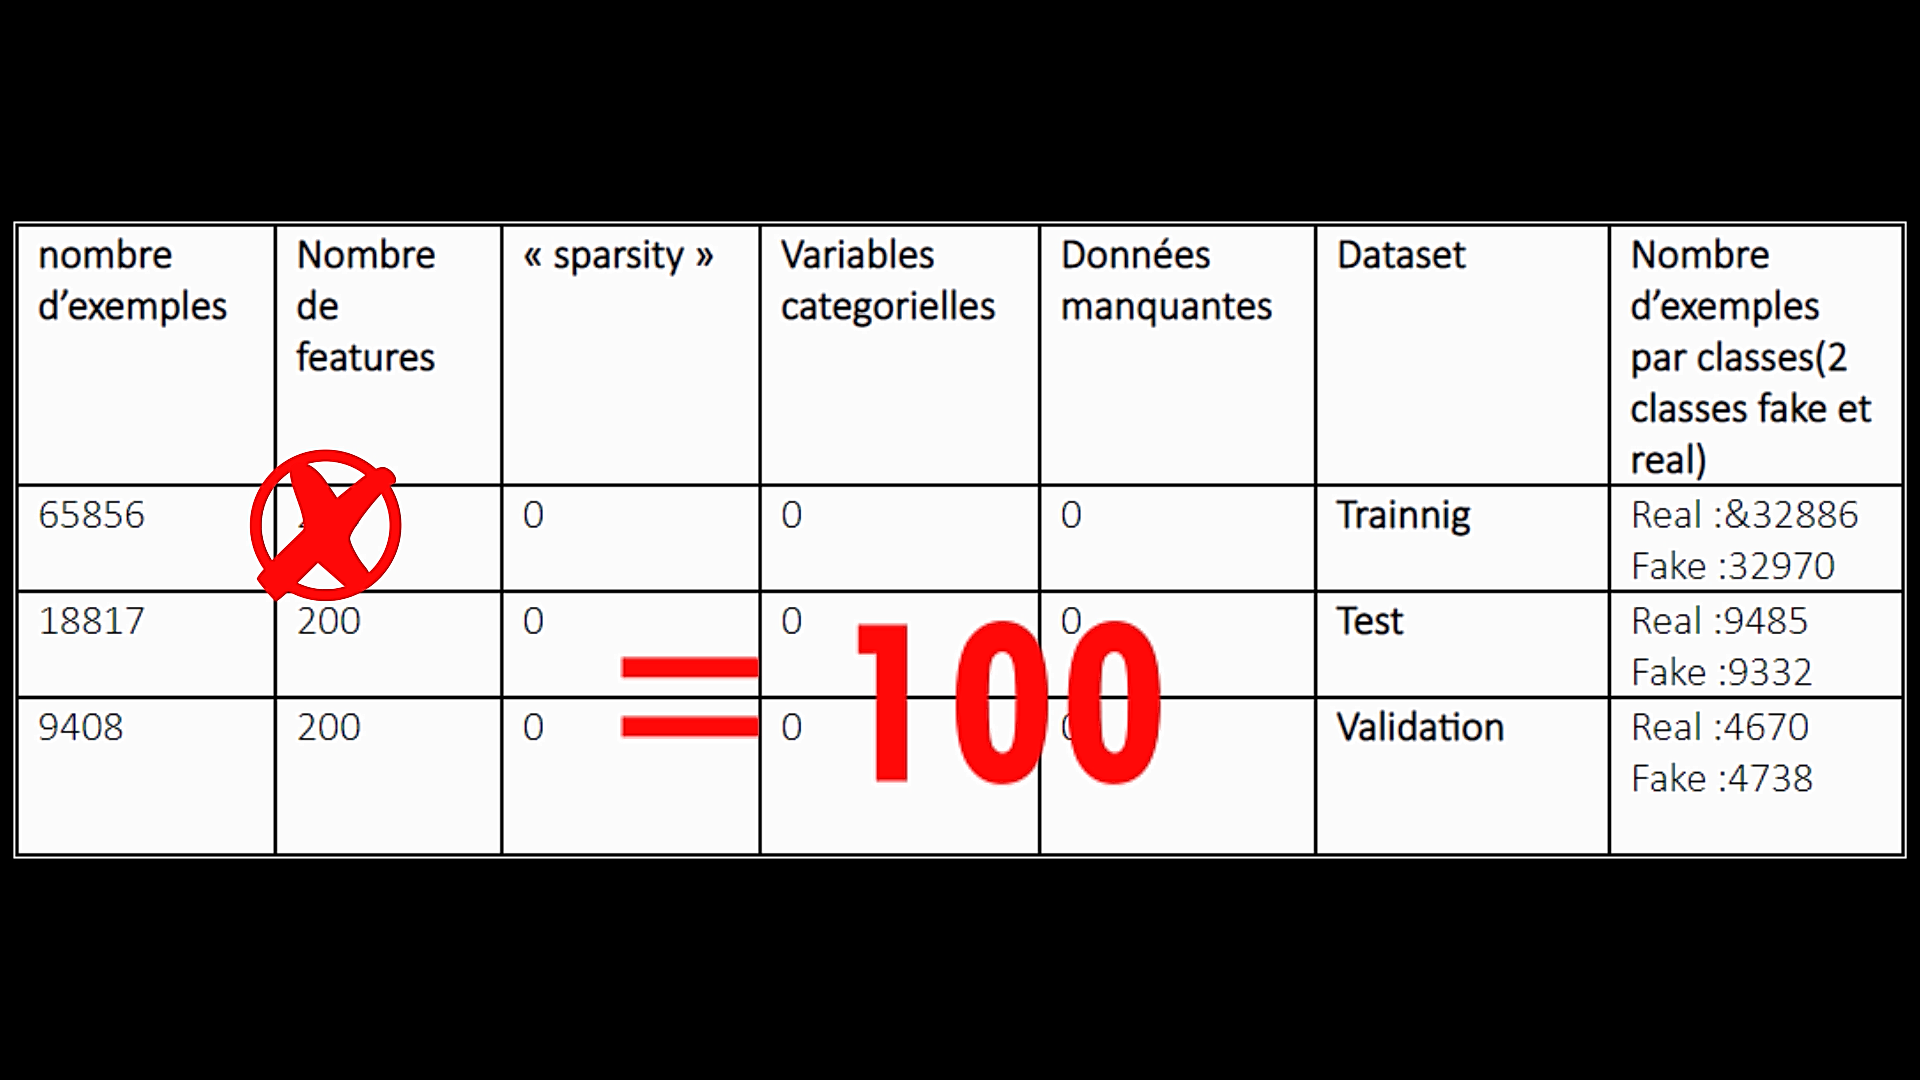 nombre
d’exemples
Nombre
de
features
« sparsity »
Variables
categorielles
Données
manquantes
Dataset
Nombre
d’exemples
par classes(2
classes fake et
real)
65856
0
0
0
Trainnig
Real :&32886
Fake :32970
18817
200
0
0
0
Test
Real :9485
Fake :9332
= 100
9408
200
0
0
Validation
Real :4670
Fake :4738